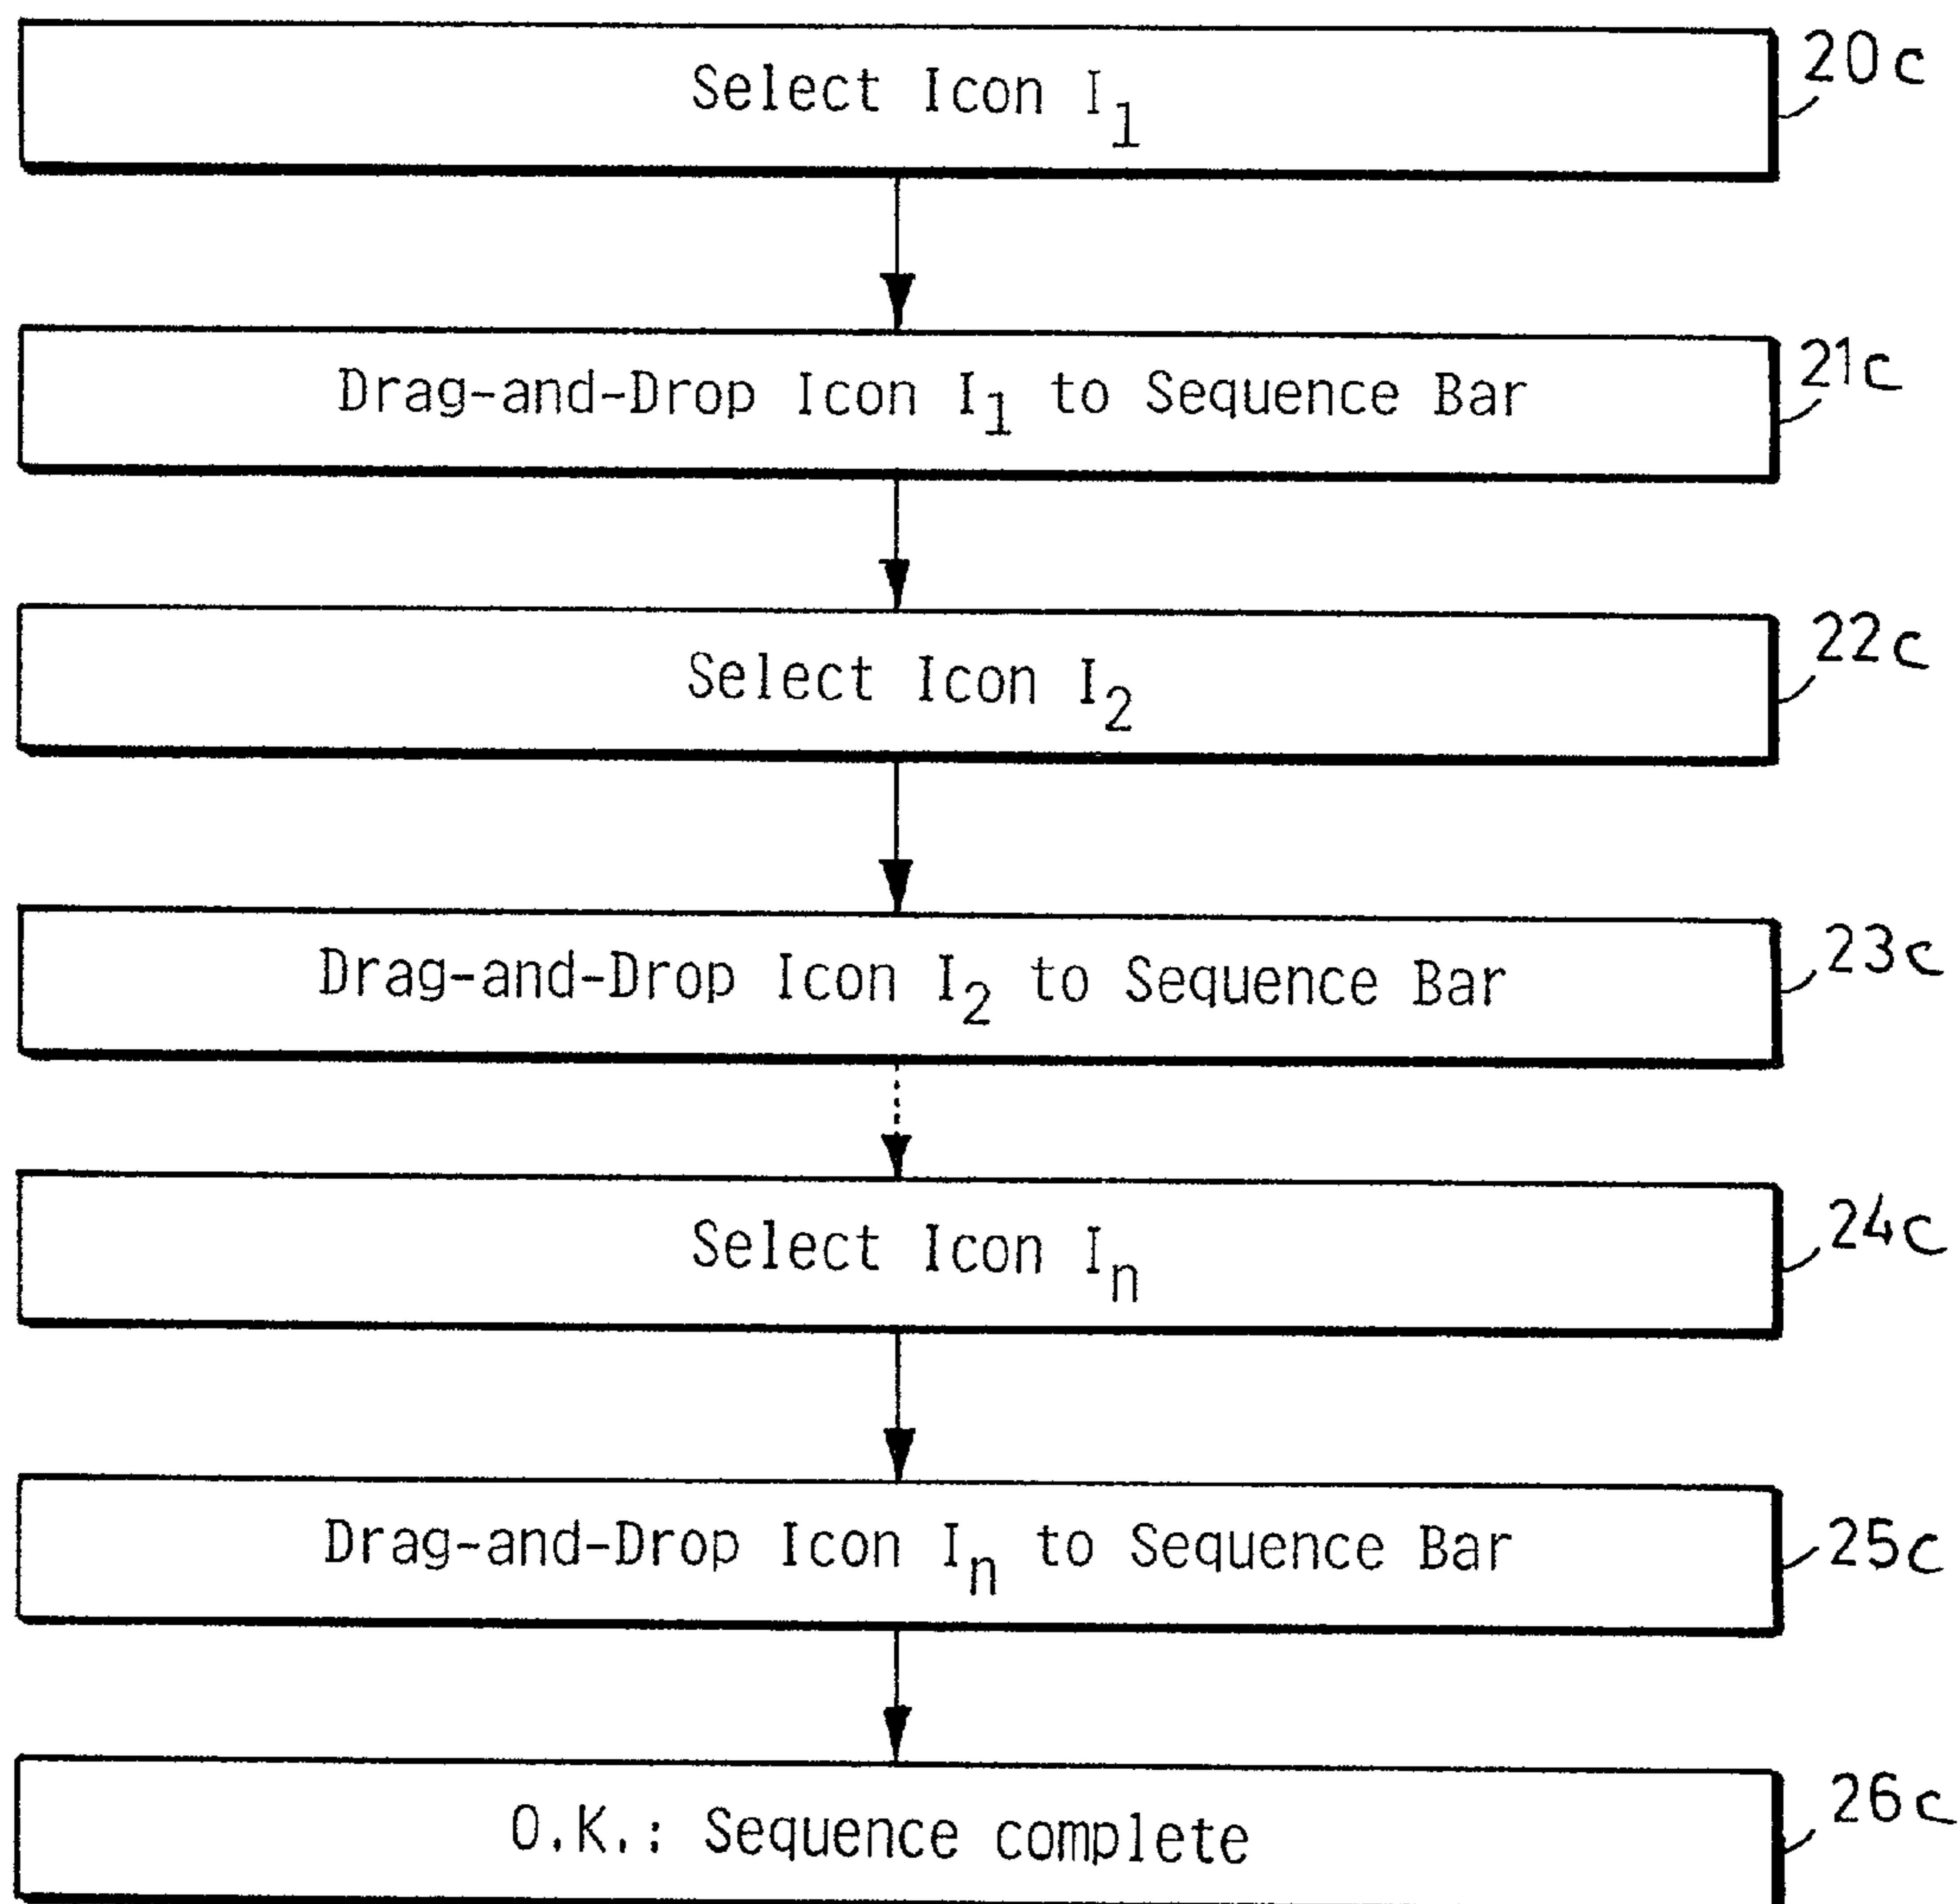 Select Icon I1
20c
Drag-and-Drop Icon I1 to Sequence Bar
21c
Select Icon I2
22c
Drag-and-Drop Icon I2 to Sequence Bar
23c
Select Icon In
24c
Drag-and-Drop Icon In to Sequence Bar
25c
O.K.: Sequence complete
26c